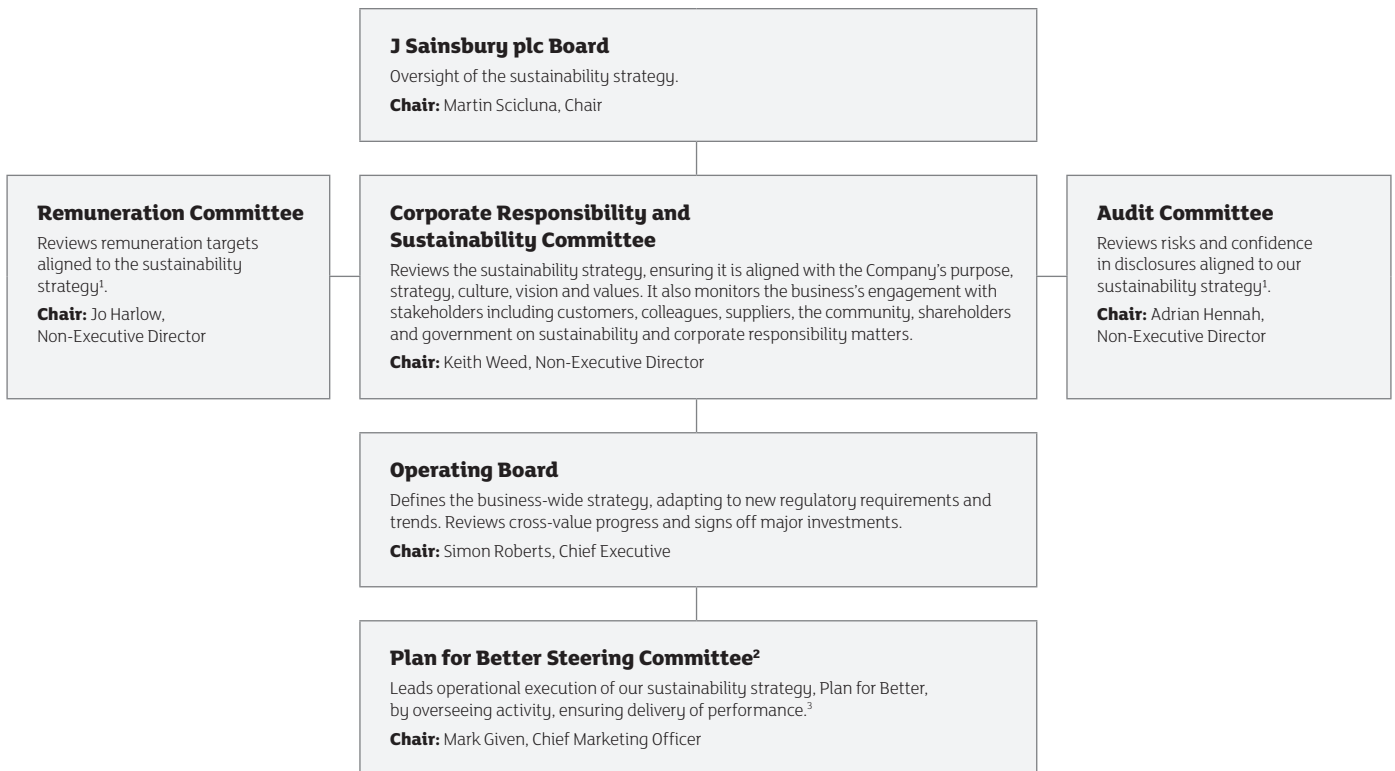 J Sainsbury plc Board
Oversight of the sustainability strategy.
Chair: Martin Scicluna, Chair
Remuneration Committee
Reviews remuneration targets
aligned to the sustainability
strategy¹.
Chair: Jo Harlow,
Non-Executive Director
Corporate Responsibility and
Sustainability Committee
Reviews the sustainability strategy, ensuring it is aligned with the Company’s purpose,
strategy, culture, vision and values. It also monitors the business’s engagement with
stakeholders including customers, colleagues, suppliers, the community, shareholders
and government on sustainability and corporate responsibility matters.
Chair: Keith Weed, Non-Executive Director
Audit Committee
Reviews risks and confidence
in disclosures aligned to our
sustainability strategy¹.
Chair: Adrian Hennah,
Non-Executive Director
Operating Board
Defines the business-wide strategy, adapting to new regulatory requirements and
trends. Reviews cross-value progress and signs off major investments.
Chair: Simon Roberts, Chief Executive
Plan for Better Steering Committee²
Leads operational execution of our sustainability strategy, Plan for Better,
by overseeing activity, ensuring delivery of performance.³
Chair: Mark Given, Chief Marketing Officer